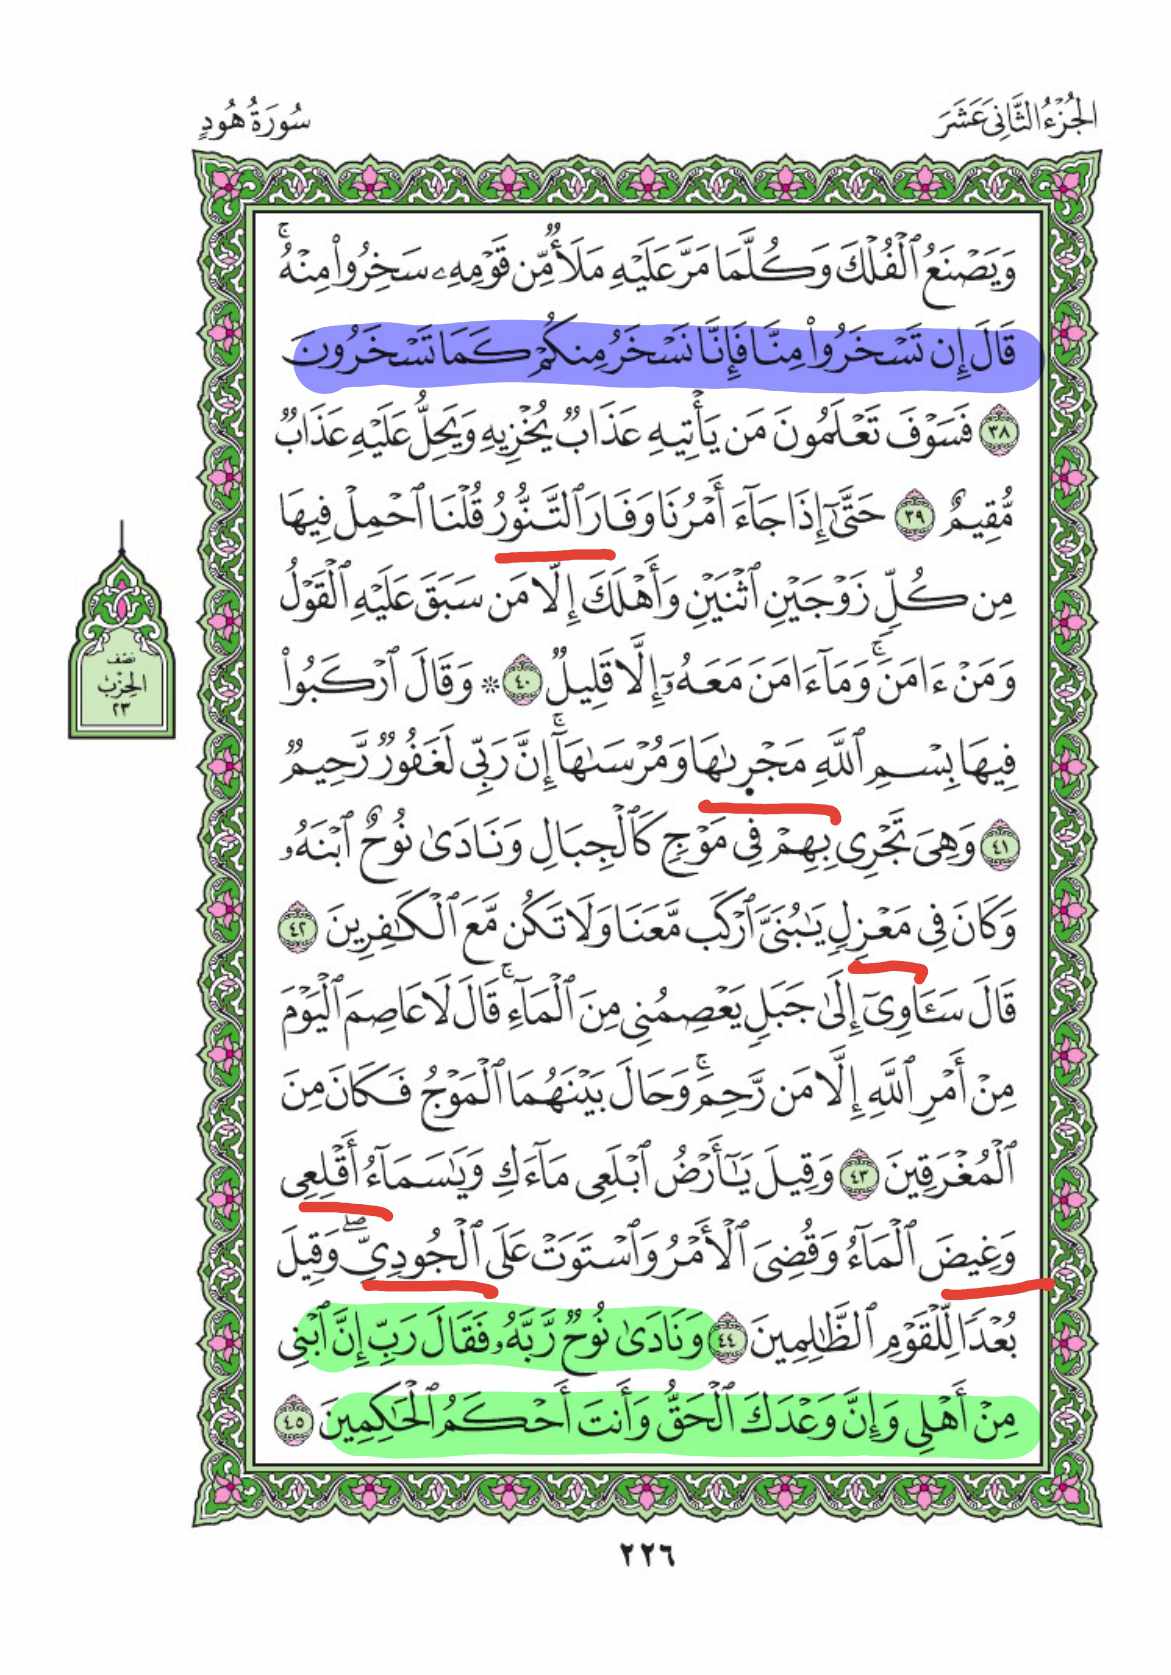 الجُزْءُ الثَّانِيَ عَشَرَ
سُورَةُ هُودٍ
وَيَصْنَعُ ٱلْفُلْكَ وَكُلَّمَا مَرَّ عَلَيْهِ مَلَأٌ مِّن قَوْمِهِۦ سَخِرُوا۟ مِنْهُ ۚ
قَالَ إِن تَسْخَرُوا۟ مِنَّا فَإِنَّا نَسْخَرُ مِنكُمْ كَمَا تَسْخَرُونَ
٣٨ فَسَوْفَ تَعْلَمُونَ مَن يَأْتِيهِ عَذَابٌ يُخْزِيهِ وَيَحِلُّ عَلَيْهِ عَذَابٌ
مُّقِيمٌ ٣٩ حَتَّىٰٓ إِذَا جَآءَ أَمْرُنَا وَفَارَ ٱلتَّنُّورُ قُلْنَا ٱحْمِلْ فِيهَا
مِن كُلٍّ زَوْجَيْنِ ٱثْنَيْنِ وَأَهْلَكَ إِلَّا مَن سَبَقَ عَلَيْهِ ٱلْقَوْلُ
وَمَنْ ءَامَنَ ۚ وَمَآ ءَامَنَ مَعَهُۥٓ إِلَّا قَلِيلٌ ٤٠ ۞ وَقَالَ ٱرْكَبُوا۟
فِيهَا بِسْمِ ٱللَّهِ مَجْر۪ىٰهَا وَمُرْسَىٰهَآ ۚ إِنَّ رَبِّى لَغَفُورٌ رَّحِيمٌ
٤١ وَهِىَ تَجْرِى بِهِمْ فِى مَوْجٍ كَٱلْجِبَالِ وَنَادَىٰ نُوحٌ ٱبْنَهُۥ
وَكَانَ فِى مَعْزِلٍ يَـٰبُنَىَّ ٱرْكَب مَّعَنَا وَلَا تَكُن مَّعَ ٱلْكَـٰفِرِينَ ٤٢
قَالَ سَـَٔاوِىٓ إِلَىٰ جَبَلٍ يَعْصِمُنِى مِنَ ٱلْمَآءِ ۚ قَالَ لَا عَاصِمَ ٱلْيَوْمَ
مِنْ أَمْرِ ٱللَّهِ إِلَّا مَن رَّحِمَ ۚ وَحَالَ بَيْنَهُمَا ٱلْمَوْجُ فَكَانَ مِنَ
ٱلْمُغْرَقِينَ ٤٣ وَقِيلَ يَـٰٓأَرْضُ ٱبْلَعِى مَآءَكِ وَيَـٰسَمَآءُ أَقْلِعِى
وَغِيضَ ٱلْمَآءُ وَقُضِىَ ٱلْأَمْرُ وَٱسْتَوَتْ عَلَى ٱلْجُودِىِّ ۖ وَقِيلَ
بُعْدًا لِّلْقَوْمِ ٱلظَّـٰلِمِينَ ٤٤ وَنَادَىٰ نُوحٌ رَّبَّهُۥ فَقَالَ رَبِّ إِنَّ ٱبْنِى
مِنْ أَهْلِى وَإِنَّ وَعْدَكَ ٱلْحَقُّ وَأَنتَ أَحْكَمُ ٱلْحَـٰكِمِينَ ٤٥
نصف
الحِزْب
٢٣
٢٢٦